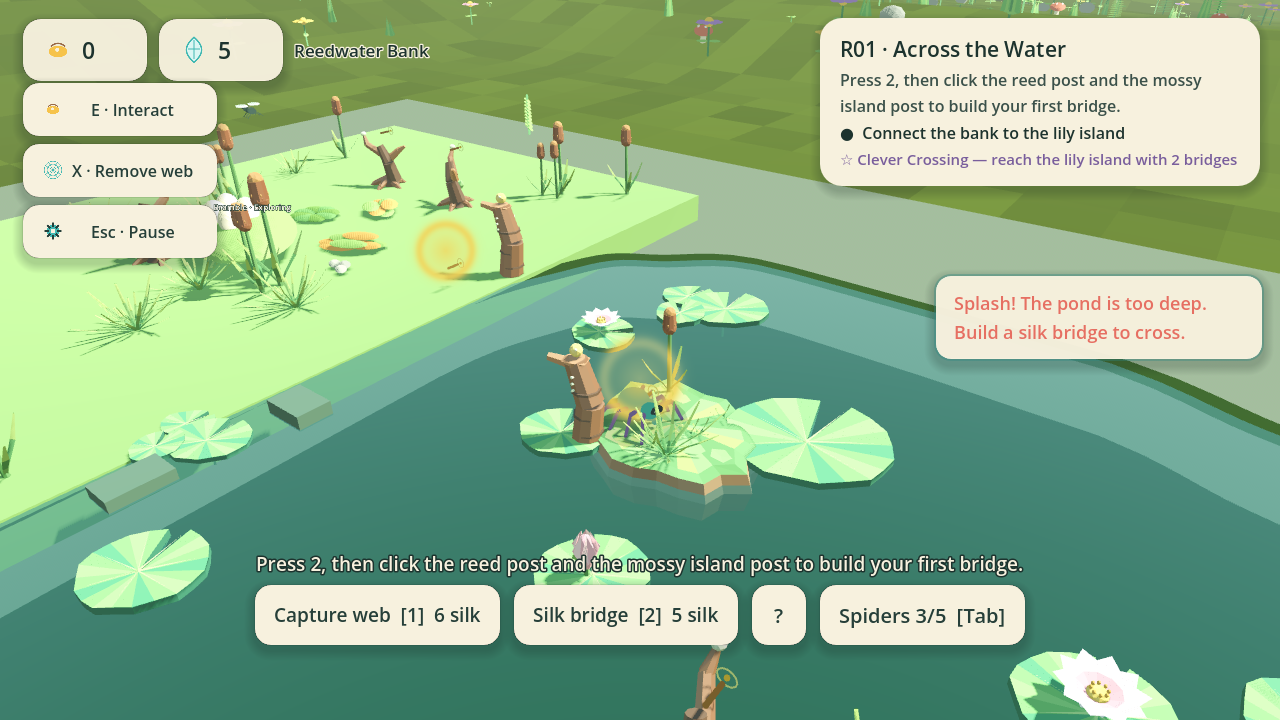 0
5
Reedwater Bank
E · Interact
X · Remove web
Esc · Pause
R01 · Across the Water
Press 2, then click the reed post and the mossy
island post to build your first bridge.
● Connect the bank to the lily island
☆ Clever Crossing — reach the lily island with 2 bridges
Splash! The pond is too deep.
Build a silk bridge to cross.
Press 2, then click the reed post and the mossy island post to build your first bridge.
Capture web [1] 6 silk
Silk bridge [2] 5 silk
?
Spiders 3/5 [Tab]